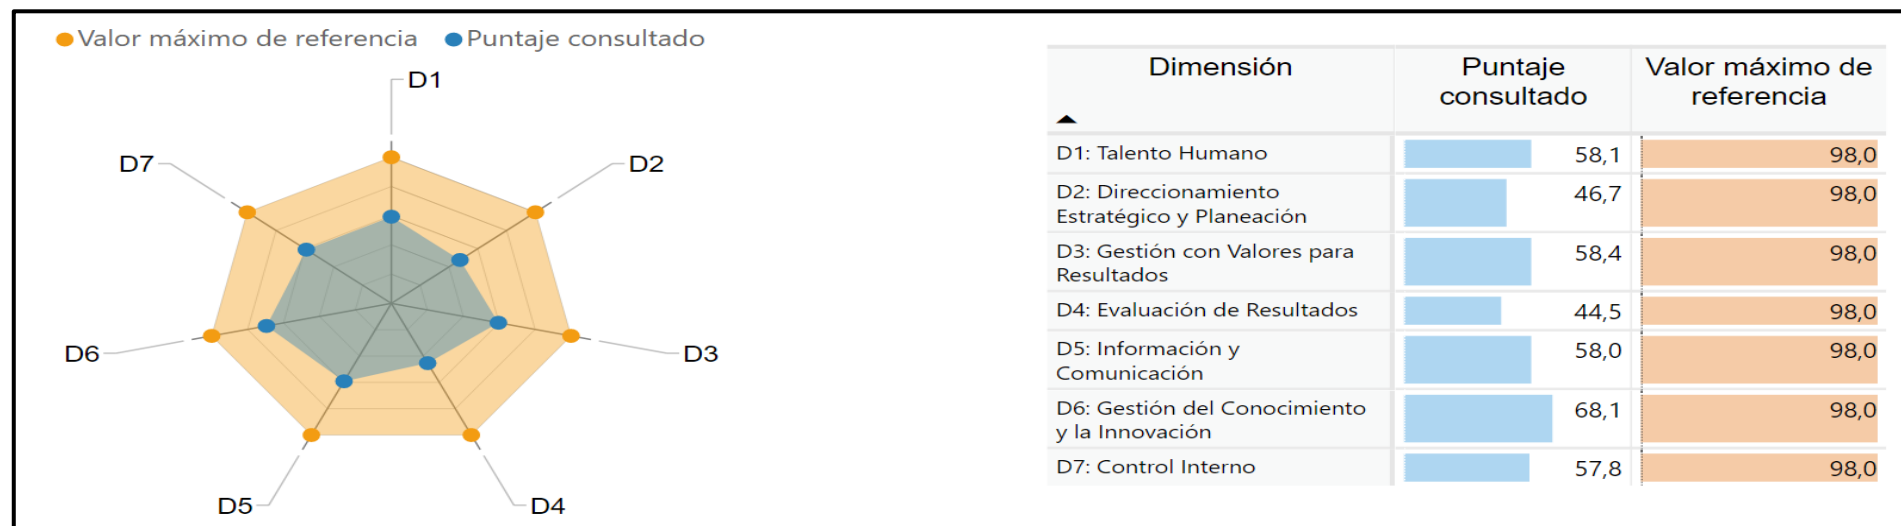 Valor máximo de referencia Puntaje consultado
D1
D2
D3
D4
D5
D6
D7
Dimensión Puntaje consultado Valor máximo de referencia
D1: Talento Humano 58,1 98,0
D2: Direccionamiento
Estratégico y Planeación 46,7 98,0
D3: Gestión con Valores para
Resultados 58,4 98,0
D4: Evaluación de Resultados 44,5 98,0
D5: Información y
Comunicación 58,0 98,0
D6: Gestión del Conocimiento
y la Innovación 68,1 98,0
D7: Control Interno 57,8 98,0